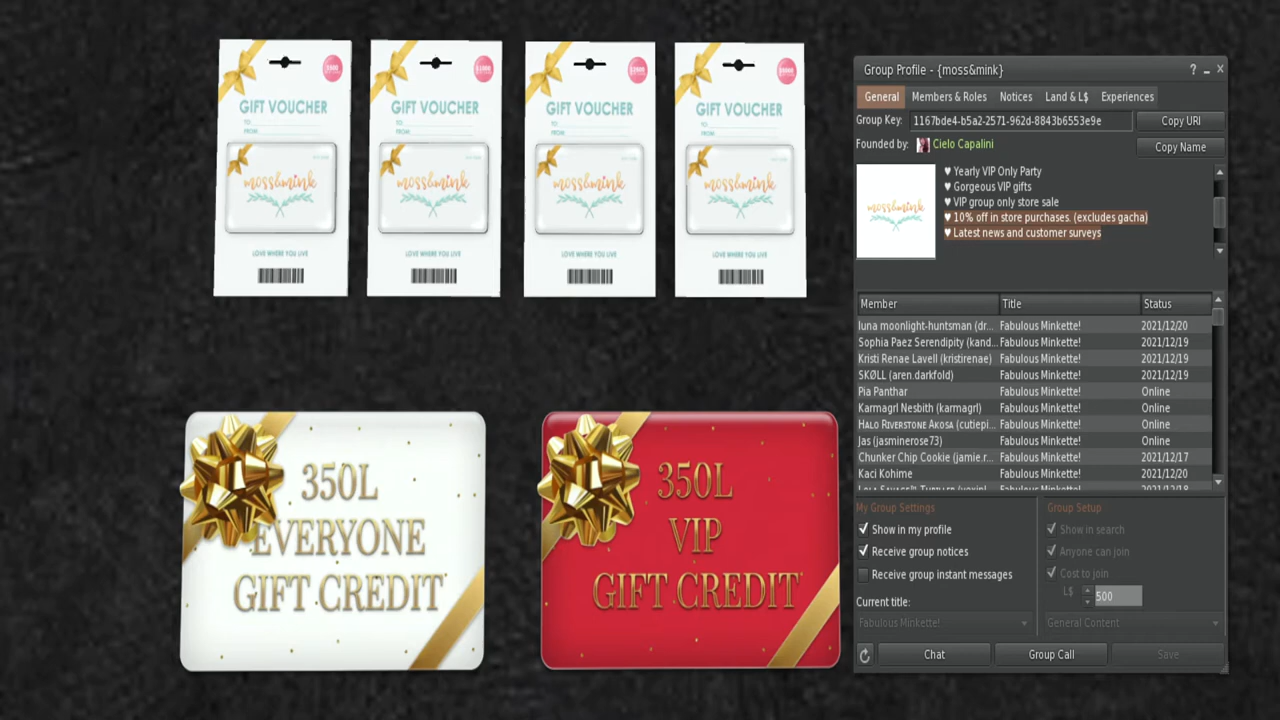 GIFT VOUCHER
TO:
FROM:
moss&mink
LOVE WHERE YOU LIVE
GIFT VOUCHER
TO:
FROM:
moss&mink
LOVE WHERE YOU LIVE
GIFT VOUCHER
TO:
FROM:
moss&mink
LOVE WHERE YOU LIVE
GIFT VOUCHER
TO:
FROM:
moss&mink
LOVE WHERE YOU LIVE
350L
EVERYONE
GIFT CREDIT
350L
VIP
GIFT CREDIT
Group Profile - {moss&mink}
General Members & Roles Notices Land & L$ Experiences
Group Key: 1167bde4-b5a2-2571-962d-8843b6553e9e Copy URI
Founded by: Cielo Capalini Copy Name
moss&mink
♥ Yearly VIP Only Party
♥ Gorgeous VIP gifts
♥ VIP group only store sale
♥ 10% off in store purchases. (excludes gacha)
♥ Latest news and customer surveys
Member Title Status
luna moonlight-huntsman (dr... Fabulous Minkette! 2021/12/20
Sophia Paez Serendipity (kand... Fabulous Minkette! 2021/12/19
Kristi Renae Lavell (kristirenae) Fabulous Minkette! 2021/12/19
SKØLL (aren.darkfold) Fabulous Minkette! 2021/12/19
Pia Panthar Fabulous Minkette! Online
Karmagrl Nesbith (karmagrl) Fabulous Minkette! Online
Halo Riverstone Akosa (cutiepi... Fabulous Minkette! Online
Jas (jasminerose73) Fabulous Minkette! Online
Chunker Chip Cookie (jamie.r... Fabulous Minkette! 2021/12/17
Kaci Kohime Fabulous Minkette! 2021/12/20
Fabulous Minkette! 2021/12/18
My Group Settings
Show in my profile
Receive group notices
Receive group instant messages
Current title:
Fabulous Minkette!
Group Setup
Show in search
Anyone can join
Cost to join
L$ 500
General Content
Chat Group Call Save